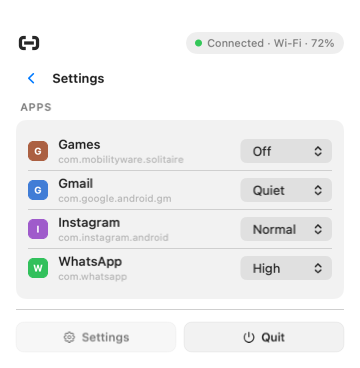 Connected · Wi-Fi · 72%
Settings
APPS
G
Games
com.mobilityware.solitaire
Off
G
Gmail
com.google.android.gm
Quiet
I
Instagram
com.instagram.android
Normal
W
WhatsApp
com.whatsapp
High
Settings
Quit